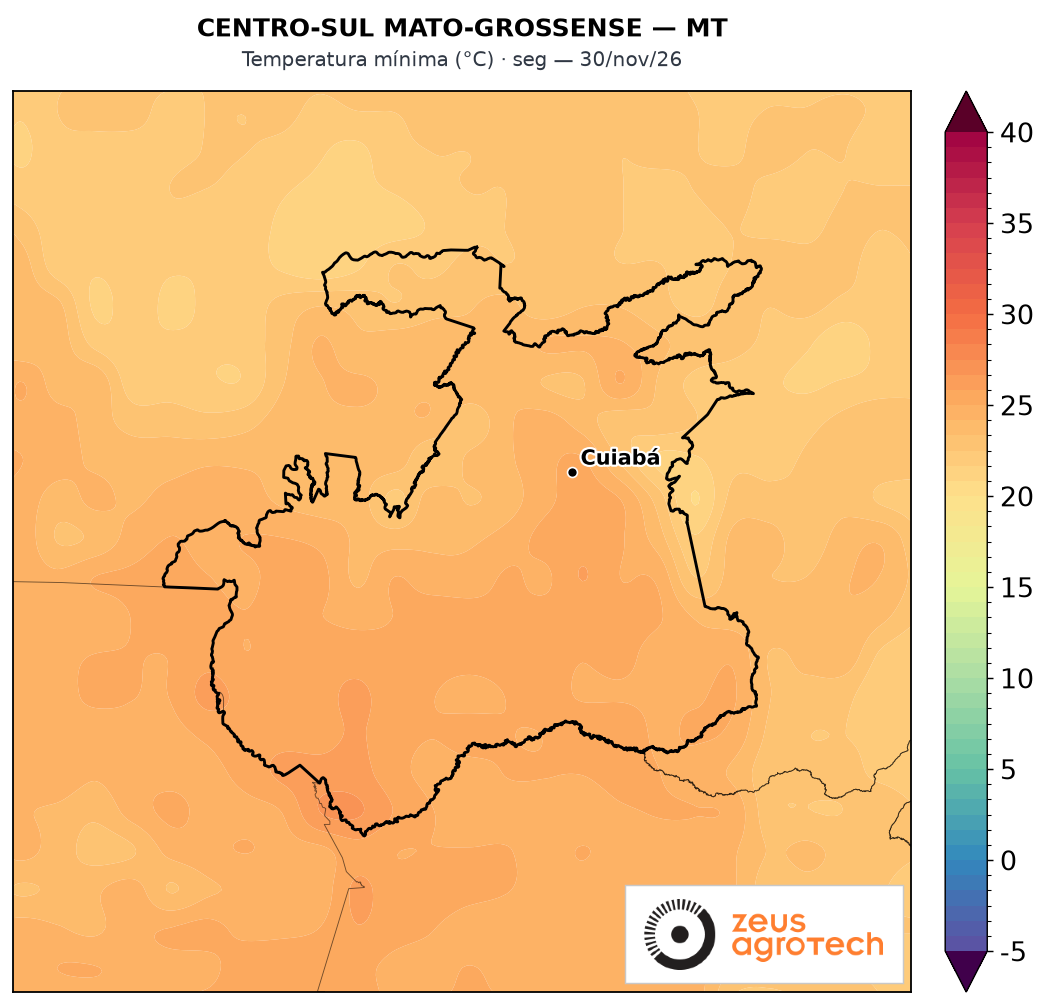 CENTRO-SUL MATO-GROSSENSE — MT
Temperatura mínima (°C) · seg — 30/nov/26
40
35
30
25
20
15
10
5
0
-5
Cuiabá
zeus
agrotech